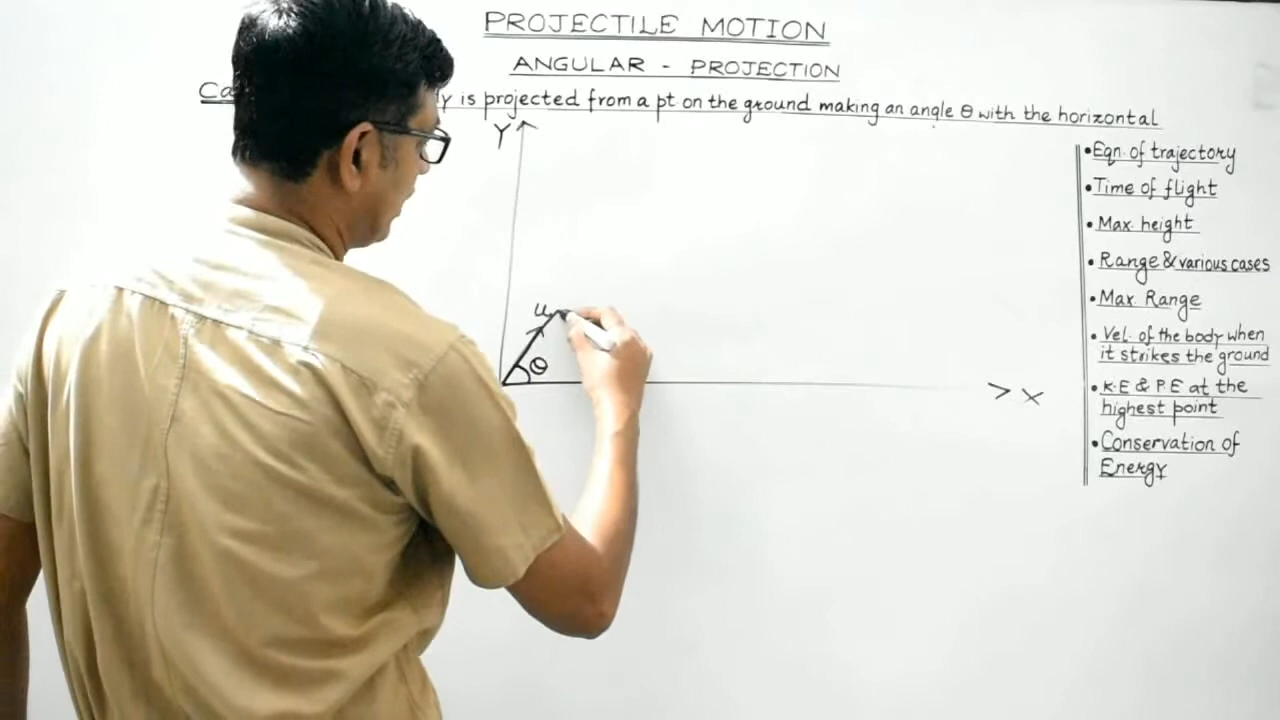 PROJECTILE MOTION
ANGULAR - PROJECTION
y is projected from a pt on the ground making an angle θ with the horizontal
Y
u
θ
X
• Eqn. of trajectory
• Time of flight
• Max. height
• Range & various cases
• Max. Range
• Vel. of the body when
it strikes the ground
• K.E & P.E at the
highest point
• Conservation of
Energy